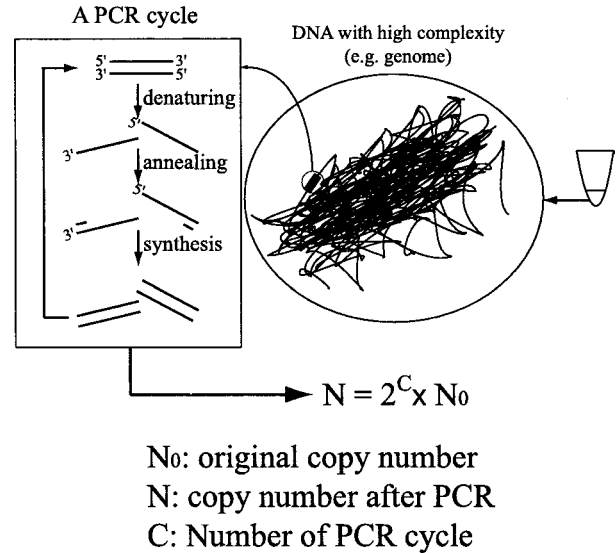 A PCR cycle
DNA with high complexity
(e.g. genome)
5' 3'
3' 5'
denaturing
5'
3'
annealing
5'
3'
synthesis
N = 2^C x N₀
N₀: original copy number
N: copy number after PCR
C: Number of PCR cycle